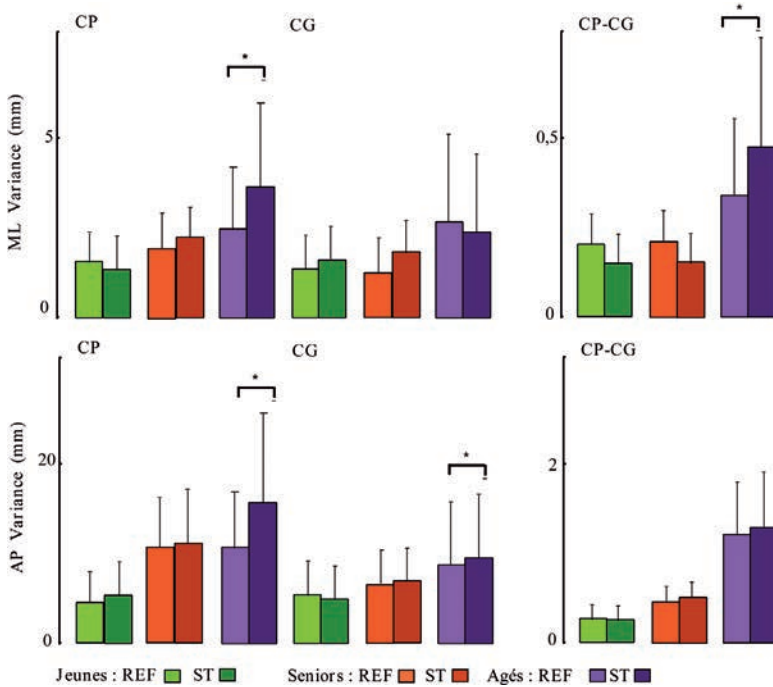 CP
CG
CP-CG
*
*
ML Variance (mm)
5
0
0,5
0
CP
CG
CP-CG
*
*
AP Variance (mm)
20
0
2
0
Jeunes : REF ST Seniors : REF ST Agés : REF ST